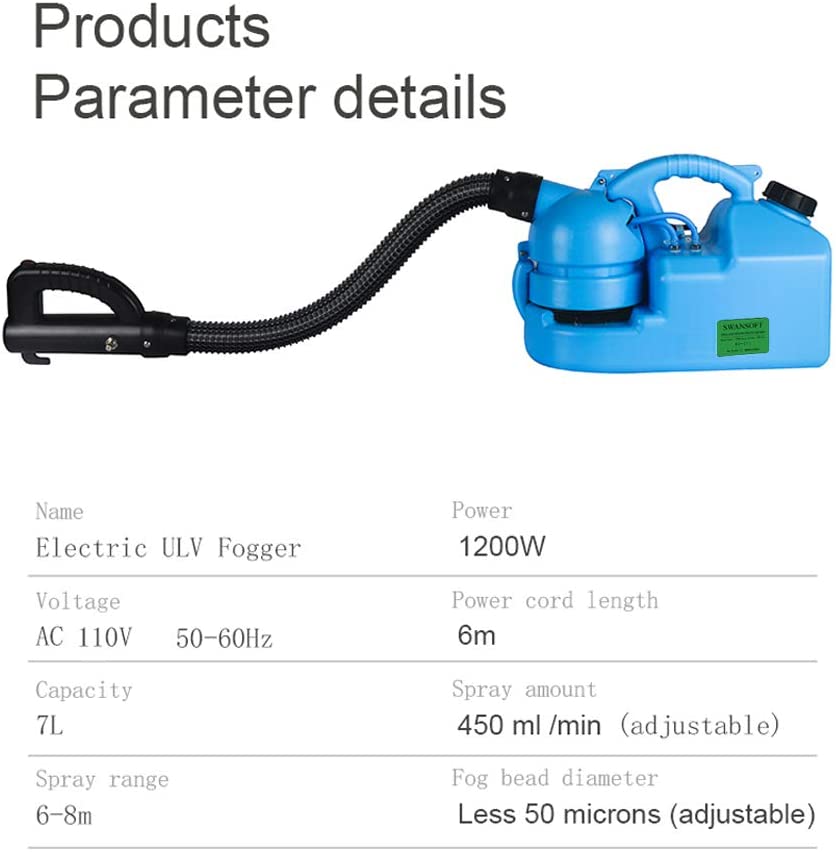 Products
Parameter details
SWANSOFT
Name
Electric ULV Fogger
Power
1200W
Voltage
AC 110V 50-60Hz
Power cord length
6m
Capacity
7L
Spray amount
450 ml /min (adjustable)
Spray range
6-8m
Fog bead diameter
Less 50 microns (adjustable)